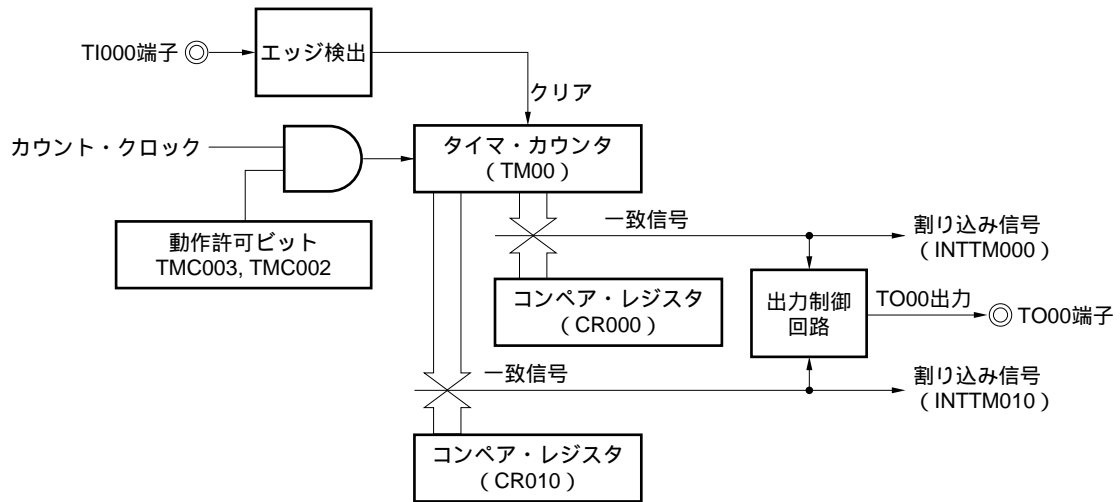 TI000端子
エッジ検出
クリア
カウント・クロック
タイマ・カウンタ
（TM00）
動作許可ビット
TMC003, TMC002
一致信号
割り込み信号
（INTTM000）
コンペア・レジスタ
（CR000）
出力制御
回路
TO00出力
TO00端子
一致信号
割り込み信号
（INTTM010）
コンペア・レジスタ
（CR010）